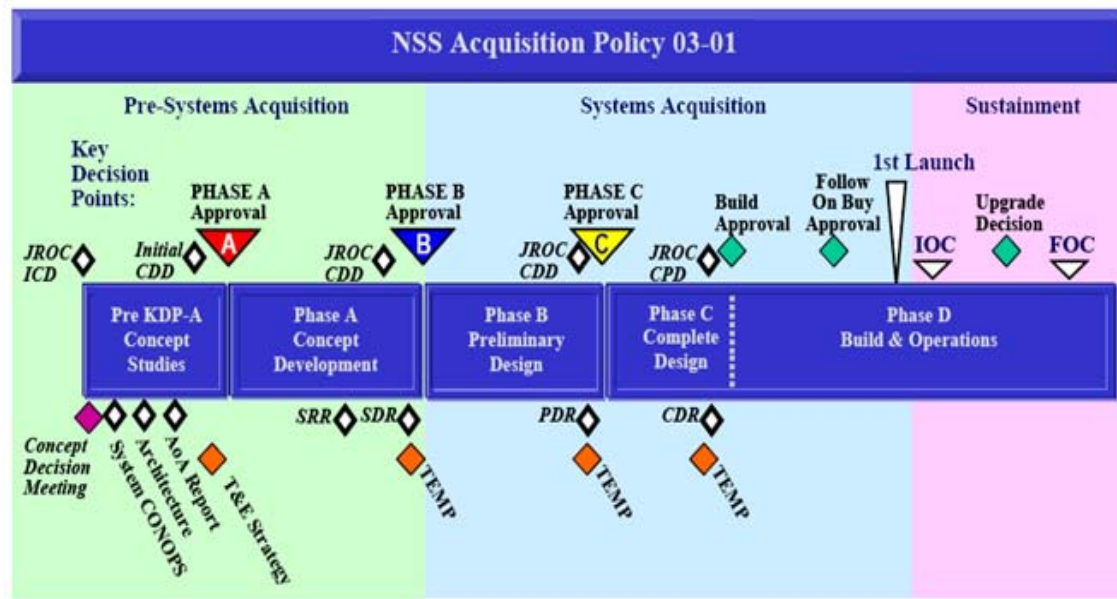 NSS Acquisition Policy 03-01
Pre-Systems Acquisition
Systems Acquisition
Sustainment
Key
Decision
Points:
JROC
ICD
Initial
CDD
PHASE A
Approval
A
JROC
CDD
PHASE B
Approval
B
JROC
CDD
PHASE C
Approval
C
JROC
CPD
Build
Approval
Follow
On Buy
Approval
1st Launch
IOC
Upgrade
Decision
FOC
Pre KDP-A
Concept
Studies
Phase A
Concept
Development
Phase B
Preliminary
Design
Phase C
Complete
Design
Phase D
Build & Operations
Concept
Decision
Meeting
System CONOPS
Architecture
AoA Report
T&E Strategy
SRR
SDR
TEMP
PDR
TEMP
CDR
TEMP